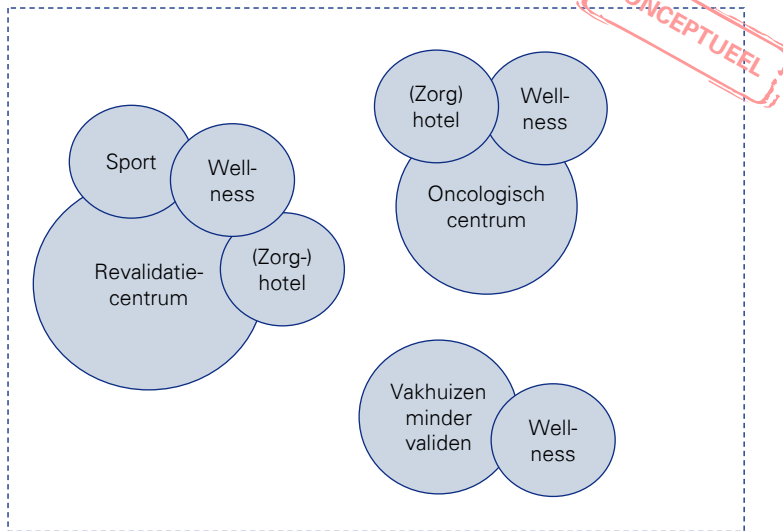 CONCEPTUEEL
Sport
Well-
ness
(Zorg-)
hotel
Revalidatie-
centrum
(Zorg)
hotel
Well-
ness
Oncologisch
centrum
Vakhuizen
minder
validen
Well-
ness